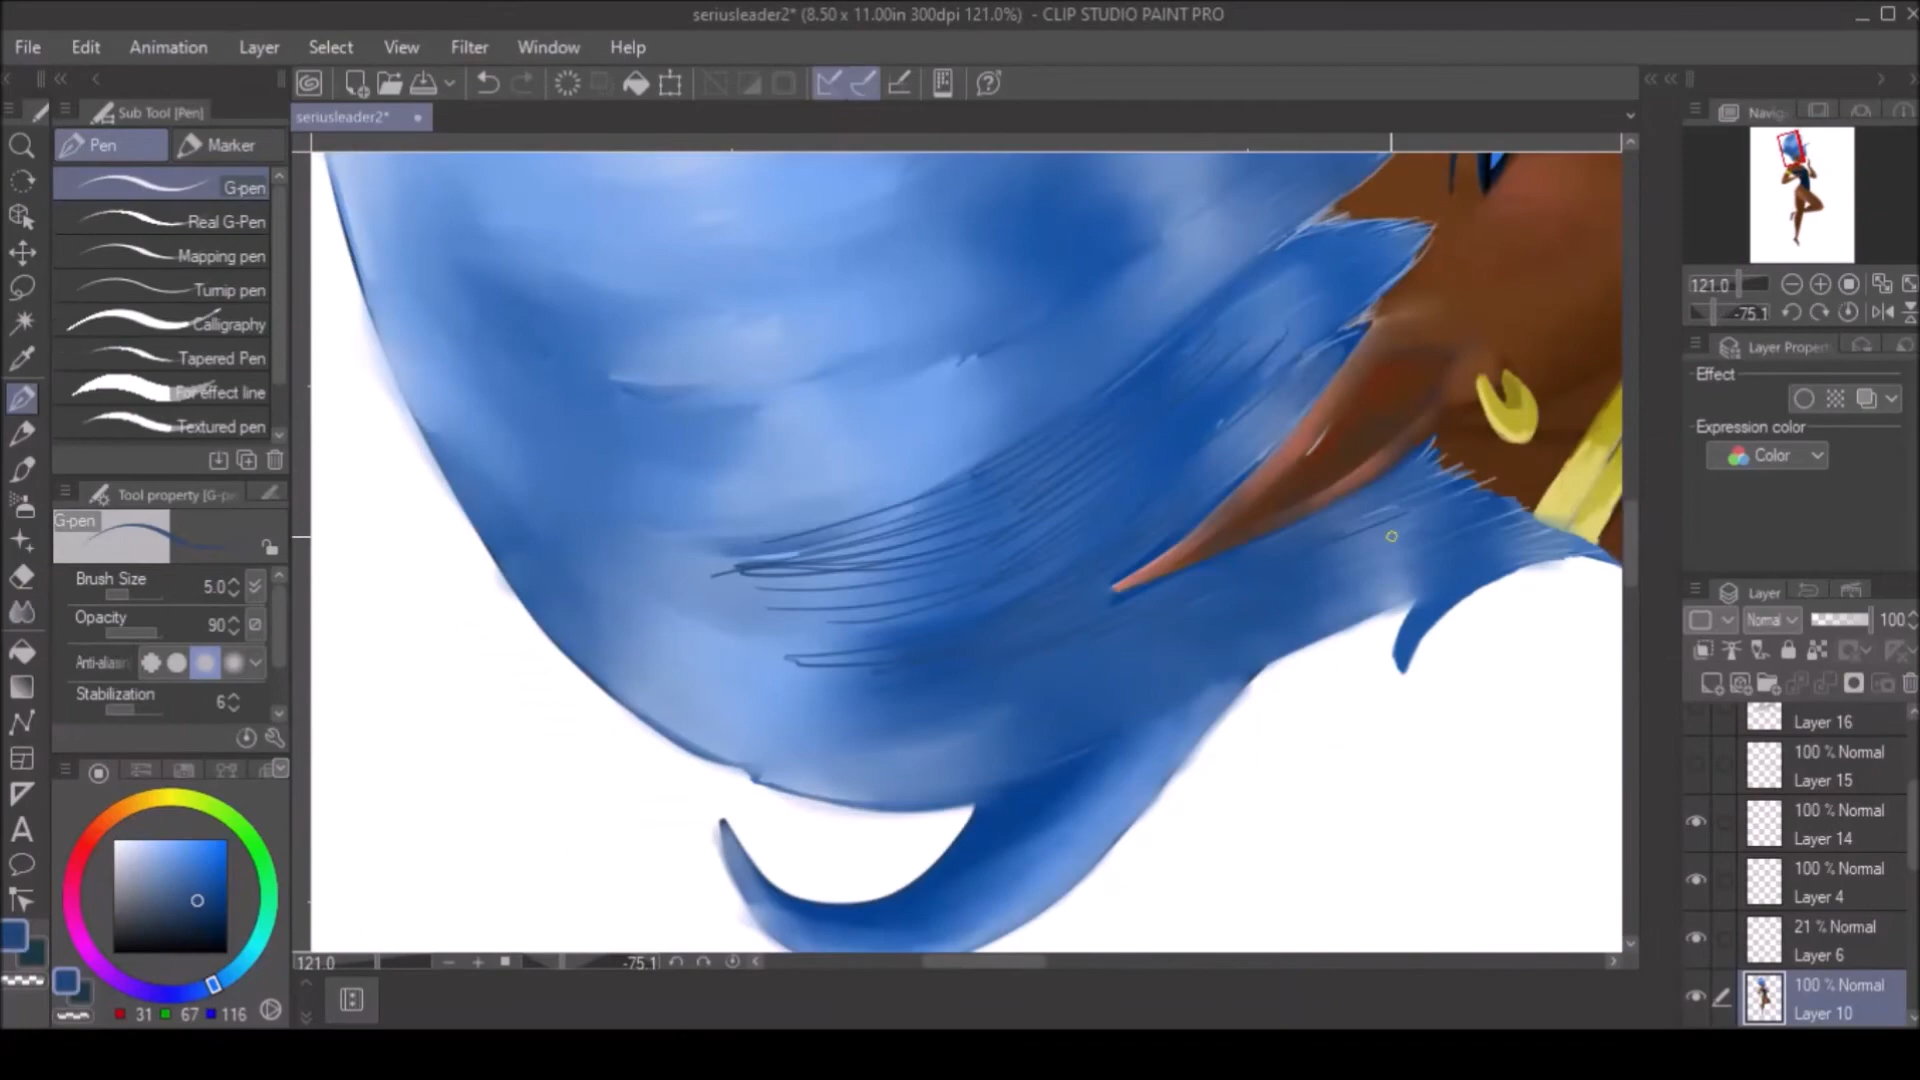 seriusleader2* (8.50 x 11.00in 300dpi 121.0%) - CLIP STUDIO PAINT PRO
File Edit Animation Layer Select View Filter Window Help
Sub Tool [Pen]
seriusleader2*
Pen
Marker
G-pen
Real G-Pen
Mapping pen
Turnip pen
Calligraphy
Tapered Pen
For effect line
Textured pen
Tool property [G-pe
G-pen
Brush Size 5.0
Opacity 90
Anti-aliasin
Stabilization 6
31 67 116
121.0
-75.1
Navig
121.0
-75.1
Layer Propert
Effect
Expression color
Color
Layer
Normal 100
Layer 16
100 % Normal
Layer 15
100 % Normal
Layer 14
100 % Normal
Layer 4
21 % Normal
Layer 6
100 % Normal
Layer 10